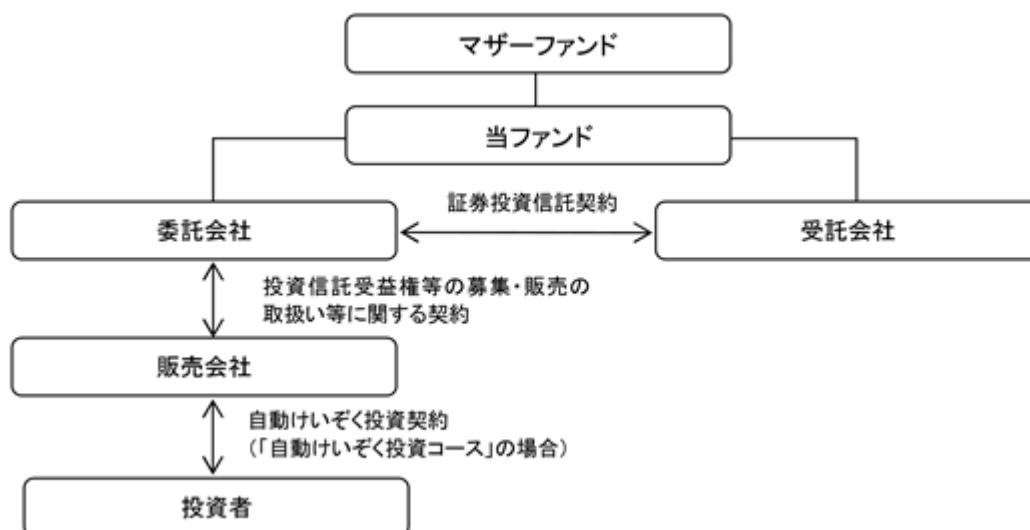 マザーファンド
当ファンド
証券投資信託契約
委託会社
受託会社
投資信託受益権等の募集・販売の
取扱い等に関する契約
販売会社
自動けいぞく投資契約
(「自動けいぞく投資コース」の場合)
投資者